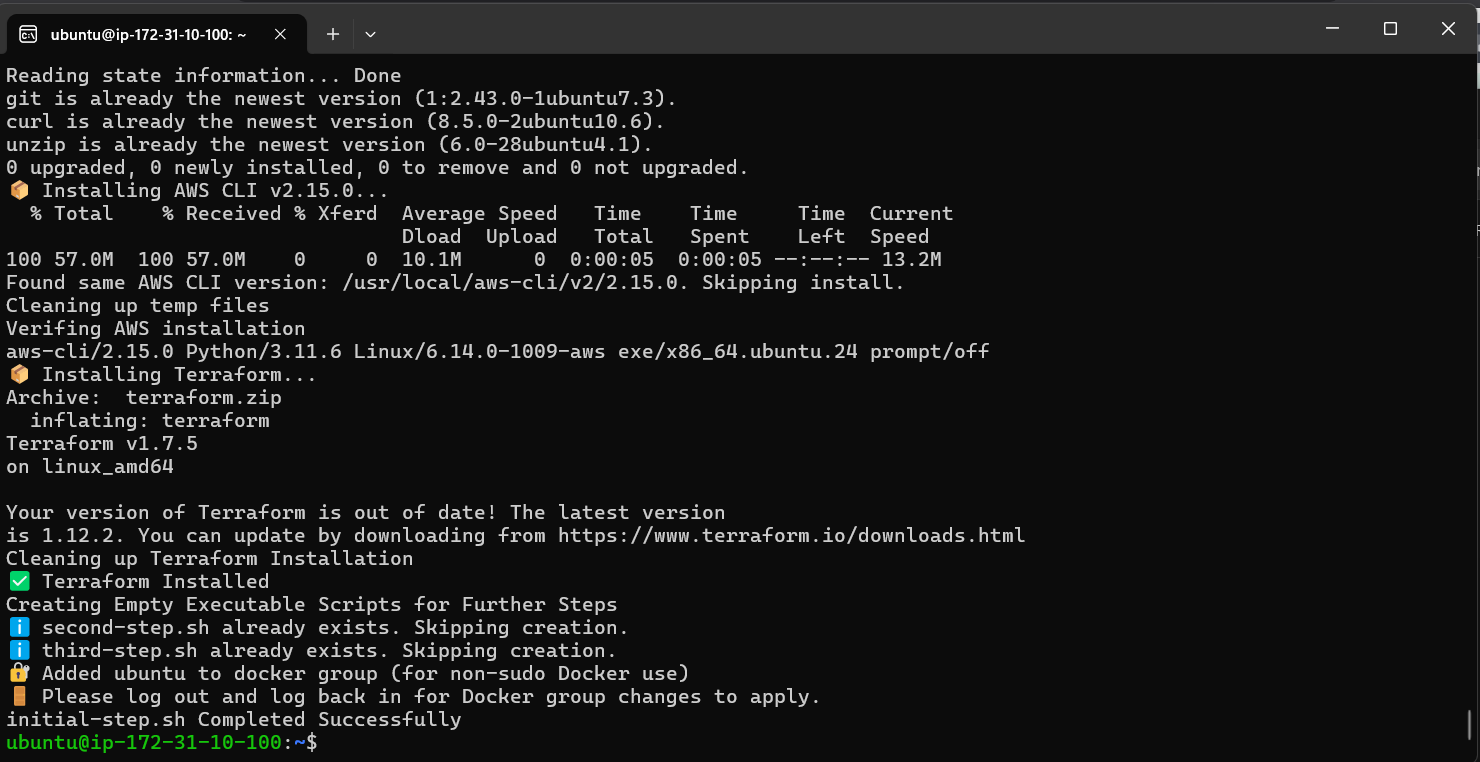 ubuntu@ip-172-31-10-100: ~
Reading state information... Done
git is already the newest version (1:2.43.0-1ubuntu7.3).
curl is already the newest version (8.5.0-2ubuntu10.6).
unzip is already the newest version (6.0-28ubuntu4.1).
0 upgraded, 0 newly installed, 0 to remove and 0 not upgraded.
📦 Installing AWS CLI v2.15.0...
  % Total    % Received % Xferd  Average Speed   Time    Time     Time  Current
                                 Dload  Upload   Total   Spent    Left  Speed
100 57.0M  100 57.0M    0     0  10.1M      0  0:00:05  0:00:05 --:--:-- 13.2M
Found same AWS CLI version: /usr/local/aws-cli/v2/2.15.0. Skipping install.
Cleaning up temp files
Verifing AWS installation
aws-cli/2.15.0 Python/3.11.6 Linux/6.14.0-1009-aws exe/x86_64.ubuntu.24 prompt/off
📦 Installing Terraform...
Archive:  terraform.zip
  inflating: terraform
Terraform v1.7.5
on linux_amd64
Your version of Terraform is out of date! The latest version
is 1.12.2. You can update by downloading from https://www.terraform.io/downloads.html
Cleaning up Terraform Installation
✅ Terraform Installed
Creating Empty Executable Scripts for Further Steps
ℹ️ second-step.sh already exists. Skipping creation.
ℹ️ third-step.sh already exists. Skipping creation.
🔐 Added ubuntu to docker group (for non-sudo Docker use)
🚪 Please log out and log back in for Docker group changes to apply.
initial-step.sh Completed Successfully
ubuntu@ip-172-31-10-100:~$